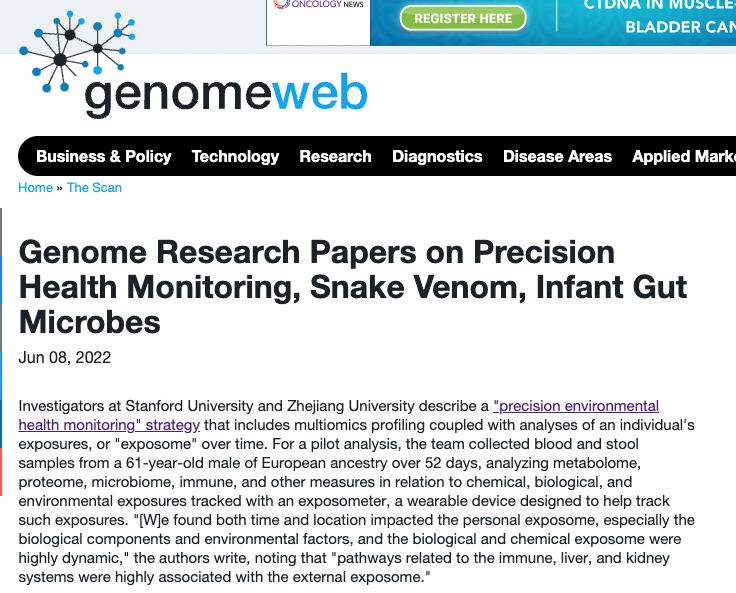 ONCOLOGY NEWS
REGISTER HERE
CTDNA IN MUSCLE-
BLADDER CAN
genomeweb
Business & Policy Technology Research Diagnostics Disease Areas Applied Marke
Home » The Scan
Genome Research Papers on Precision
Health Monitoring, Snake Venom, Infant Gut
Microbes
Jun 08, 2022
Investigators at Stanford University and Zhejiang University describe a "precision environmental
health monitoring" strategy that includes multiomics profiling coupled with analyses of an individual's
exposures, or "exposome" over time. For a pilot analysis, the team collected blood and stool
samples from a 61-year-old male of European ancestry over 52 days, analyzing metabolome,
proteome, microbiome, immune, and other measures in relation to chemical, biological, and
environmental exposures tracked with an exposometer, a wearable device designed to help track
such exposures. "[W]e found both time and location impacted the personal exposome, especially the
biological components and environmental factors, and the biological and chemical exposome were
highly dynamic," the authors write, noting that "pathways related to the immune, liver, and kidney
systems were highly associated with the external exposome."